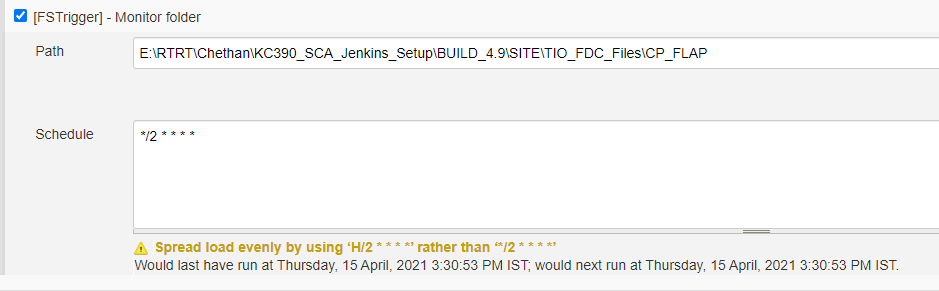 [FSTrigger] - Monitor folder
Path
E:\RTRT\Chethan\KC390_SCA_Jenkins_Setup\BUILD_4.9\SITE\TIO_FDC_Files\CP_FLAP
Schedule
*/2 * * * *
Spread load evenly by using ‘H/2 * * * *’ rather than ‘*/2 * * * *’
Would last have run at Thursday, 15 April, 2021 3:30:53 PM IST; would next run at Thursday, 15 April, 2021 3:30:53 PM IST.